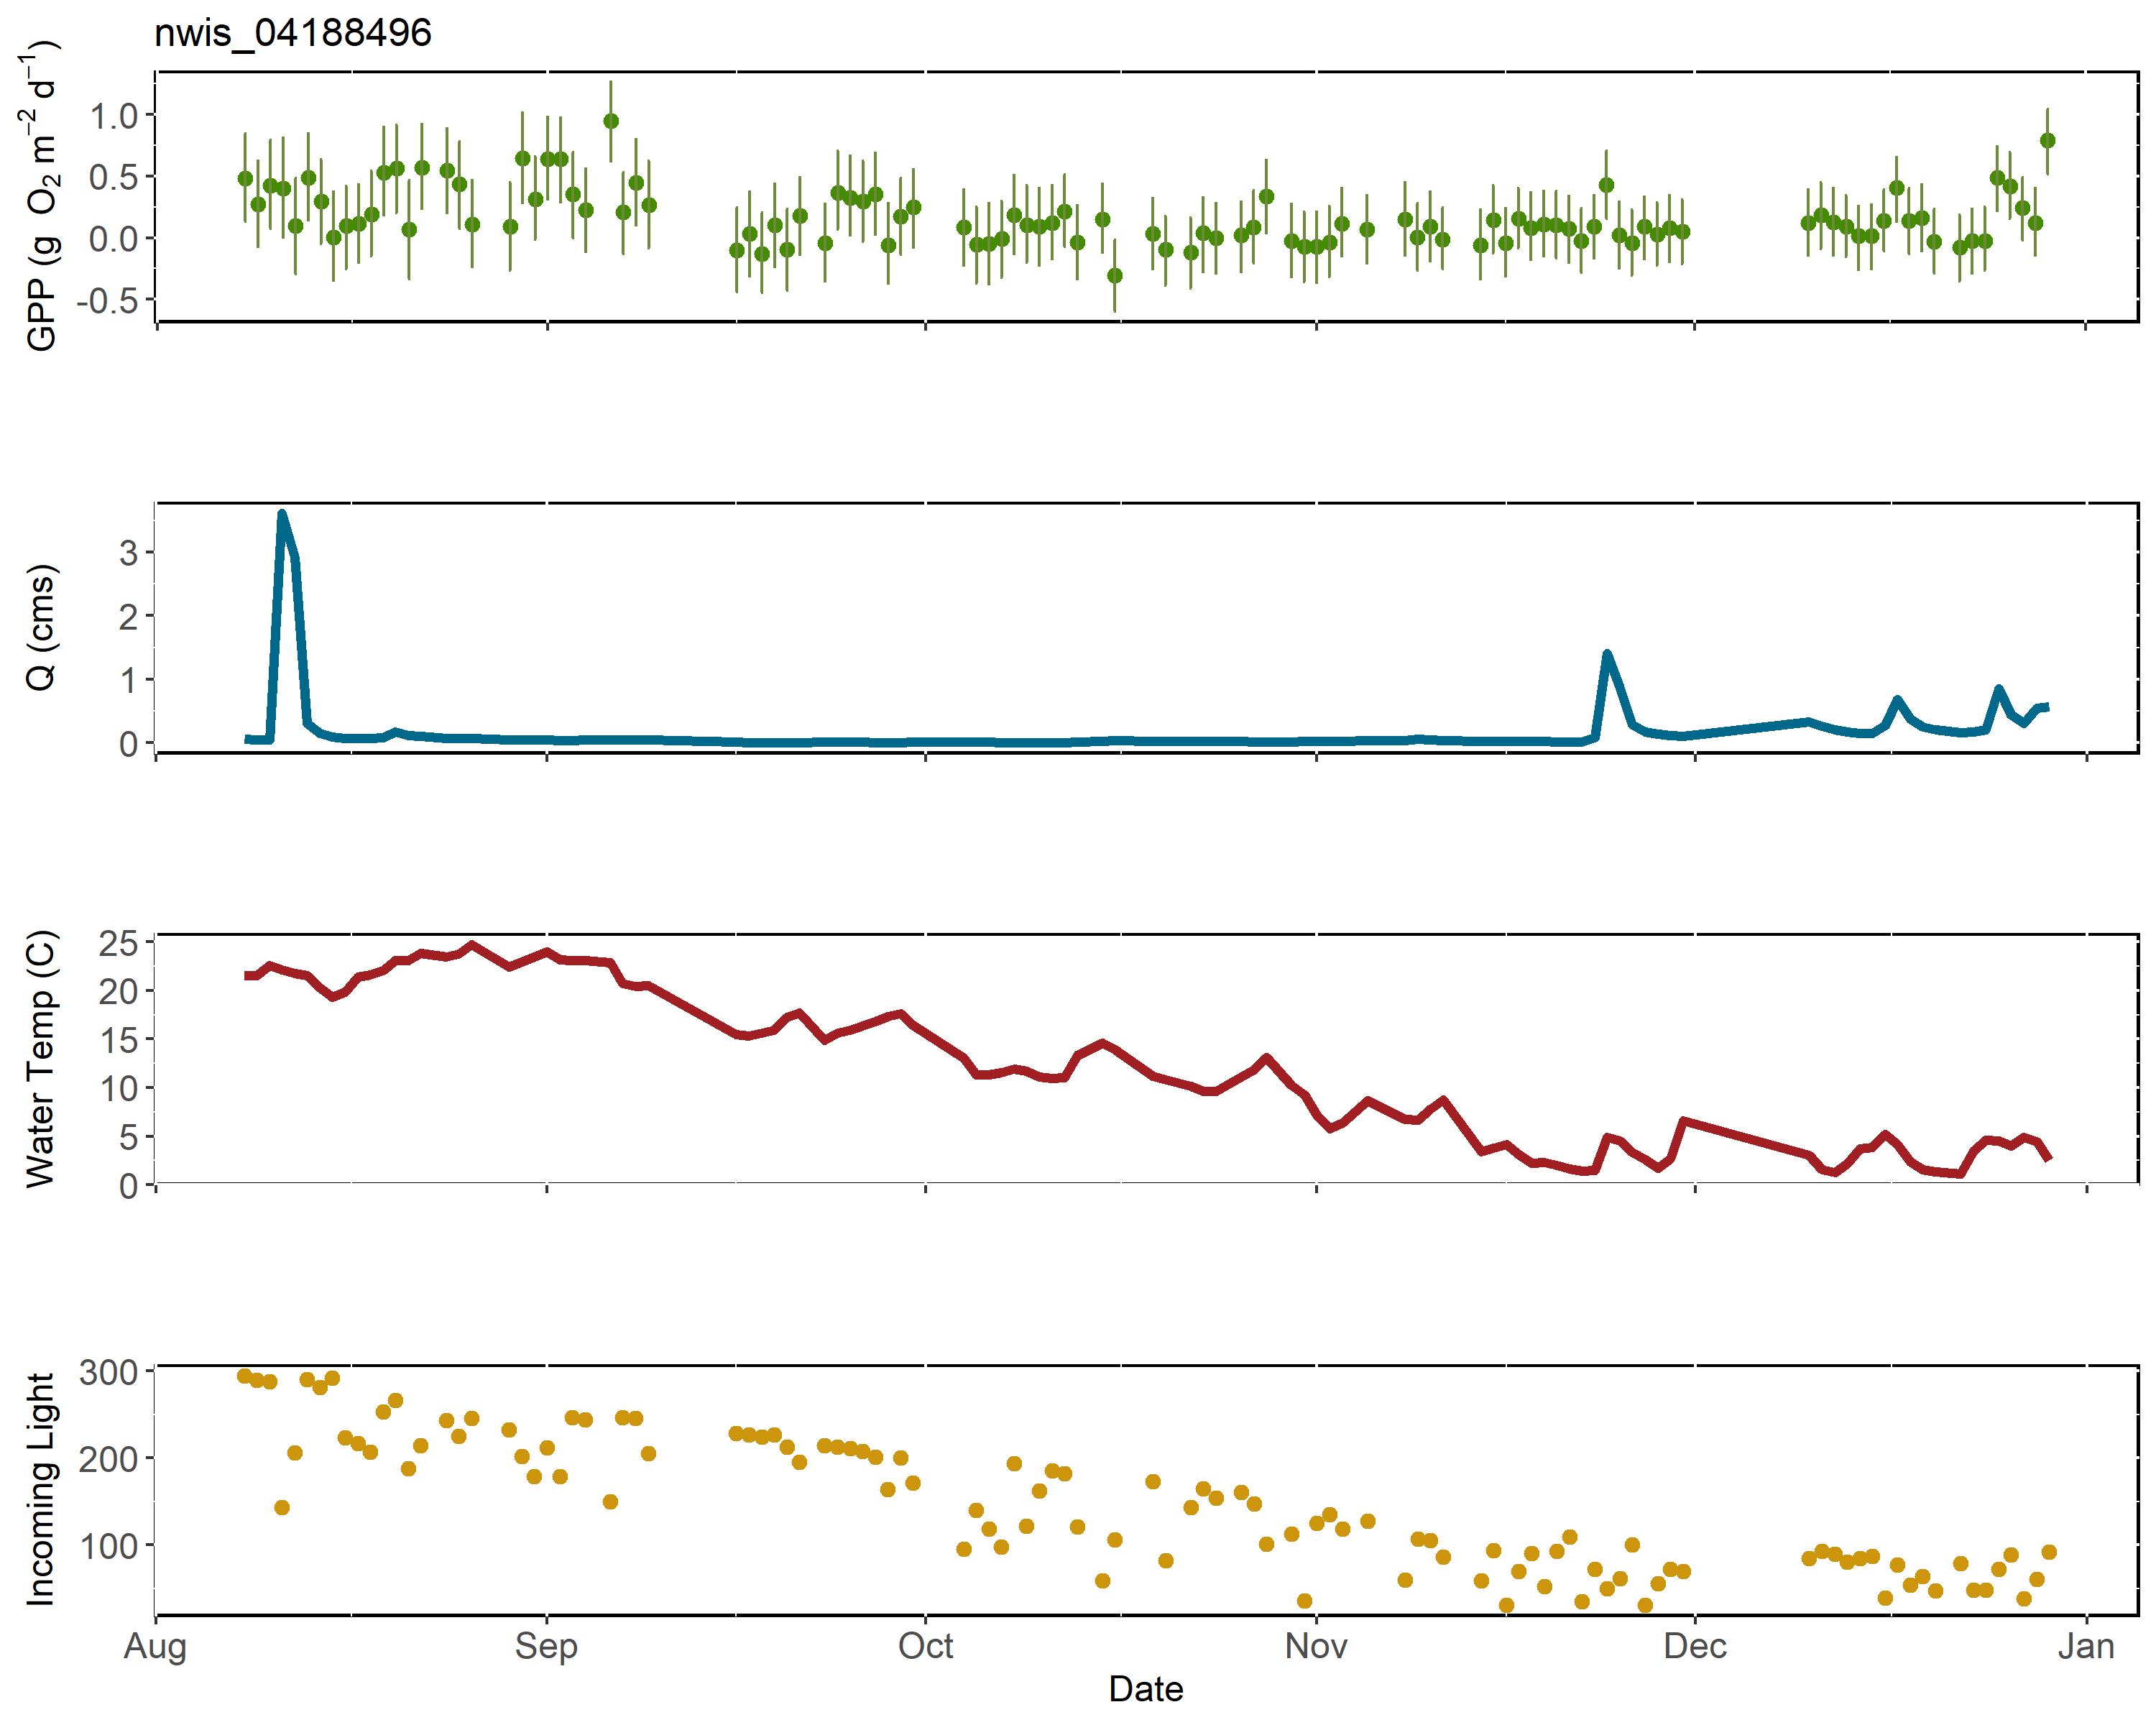 nwis_04188496
GPP (g O₂ m⁻² d⁻¹)
1.0
0.5
0.0
-0.5
Q (cms)
3
2
1
0
Water Temp (C)
25
20
15
10
5
0
Incoming Light
300
200
100
Aug Sep Oct Nov Dec Jan
Date